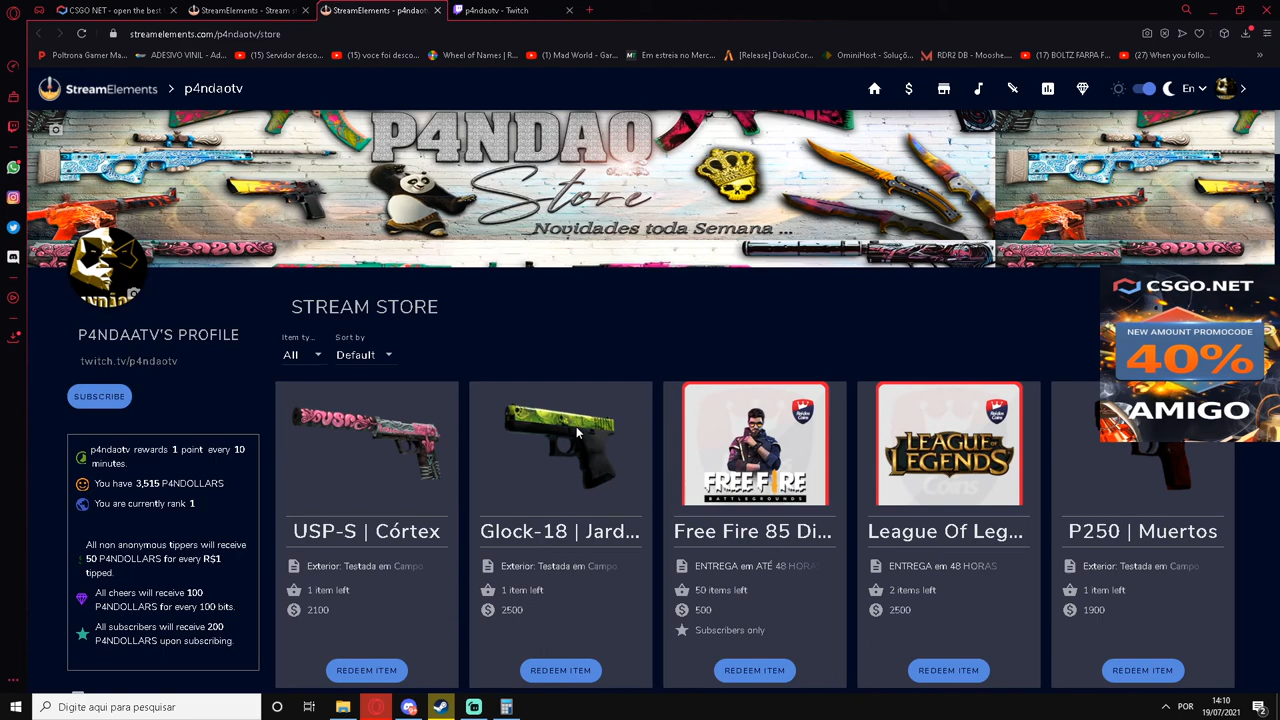 CSGO.NET - open the best
StreamElements - Stream s
StreamElements - p4ndao
p4ndaotv - Twitch
streamelements.com/p4ndaotv/store
Poltrona Gamer Ma...
ADESIVO VINIL - Ad...
(15) Servidor desco...
(15) voce foi desco...
Wheel of Names | R...
(1) Mad World - Gar...
Em estreia no Merc...
[Release] DokusCor...
OminiHost - Soluçõ...
RDR2 DB - Mooshe...
(17) BOLTZ FARPA F...
(27) When you follo...
StreamElements
p4ndaotv
En
P4NDAO
Store
Novidades toda Semana ...
STREAM STORE
CSGO.NET
NEW AMOUNT PROMOCODE
40%
AMIGO
P4NDAATV'S PROFILE
twitch.tv/p4ndaotv
SUBSCRIBE
Item ty...
Sort by
All
Default
p4ndaotv rewards 1 point every 10
minutes.
You have 3,515 P4NDOLLARS
You are currently rank 1
All non anonymous tippers will receive
50 P4NDOLLARS for every R$1
tipped.
All cheers will receive 100
P4NDOLLARS for every 100 bits.
All subscribers will receive 200
P4NDOLLARS upon subscribing.
USP-S | Córtex
Exterior: Testada em Campo
1 item left
2100
REDEEM ITEM
Glock-18 | Jard...
Exterior: Testada em Campo.
1 item left
2500
REDEEM ITEM
FREE FIRE
BATTLEGROUNDS
Free Fire 85 Di...
ENTREGA em ATÉ 48 HORA
50 items left
500
Subscribers only
REDEEM ITEM
LEAGUE OF
LEGENDS
Coins
League Of Leg...
ENTREGA em 48 HORAS
2 items left
2500
REDEEM ITEM
P250 | Muertos
Exterior: Testada em Campo
1 item left
1900
REDEEM ITEM
Digite aqui para pesquisar
POR
14:10
19/07/2021
2